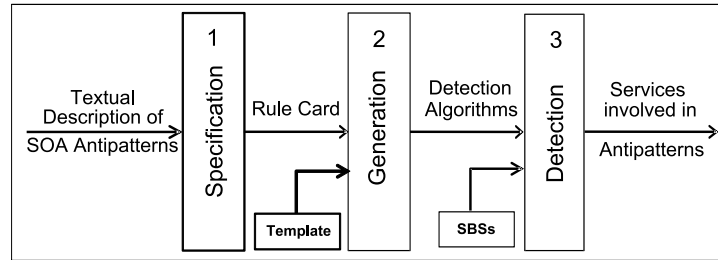 1
2
3
Textual
Description of
SOA Antipatterns
Specification
Rule Card
Template
Generation
Detection
Algorithms
SBSs
Detection
Services
involved in
Antipatterns